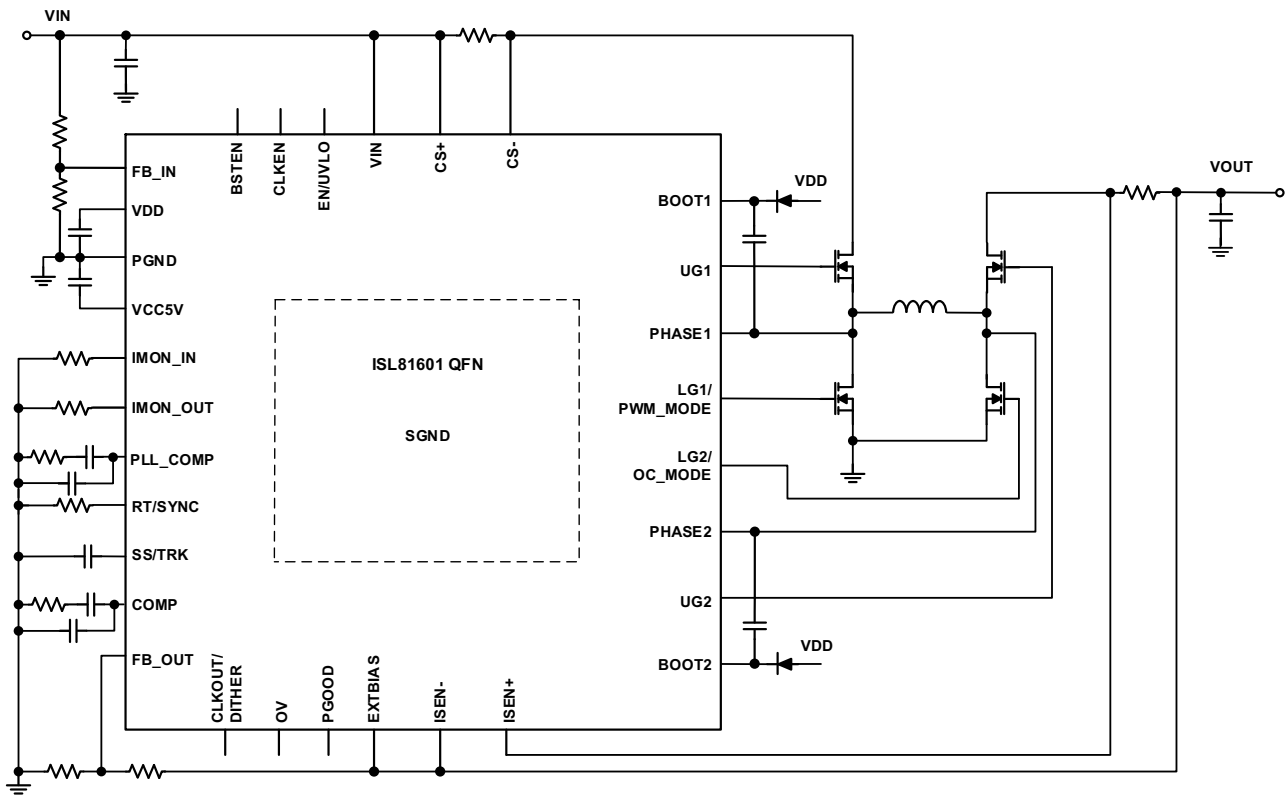 VIN
BSTEN
CLKEN
EN/UVLO
VIN
CS+
CS-
FB_IN
VDD
PGND
VCC5V
IMON_IN
IMON_OUT
PLL_COMP
RT/SYNC
SS/TRK
COMP
FB_OUT
ISL81601 QFN
SGND
BOOT1
VDD
UG1
PHASE1
LG1/
PWM_MODE
LG2/
OC_MODE
PHASE2
UG2
BOOT2
VDD
VOUT
CLKOUT/
DITHER
OV
PGOOD
EXTBIAS
ISEN-
ISEN+